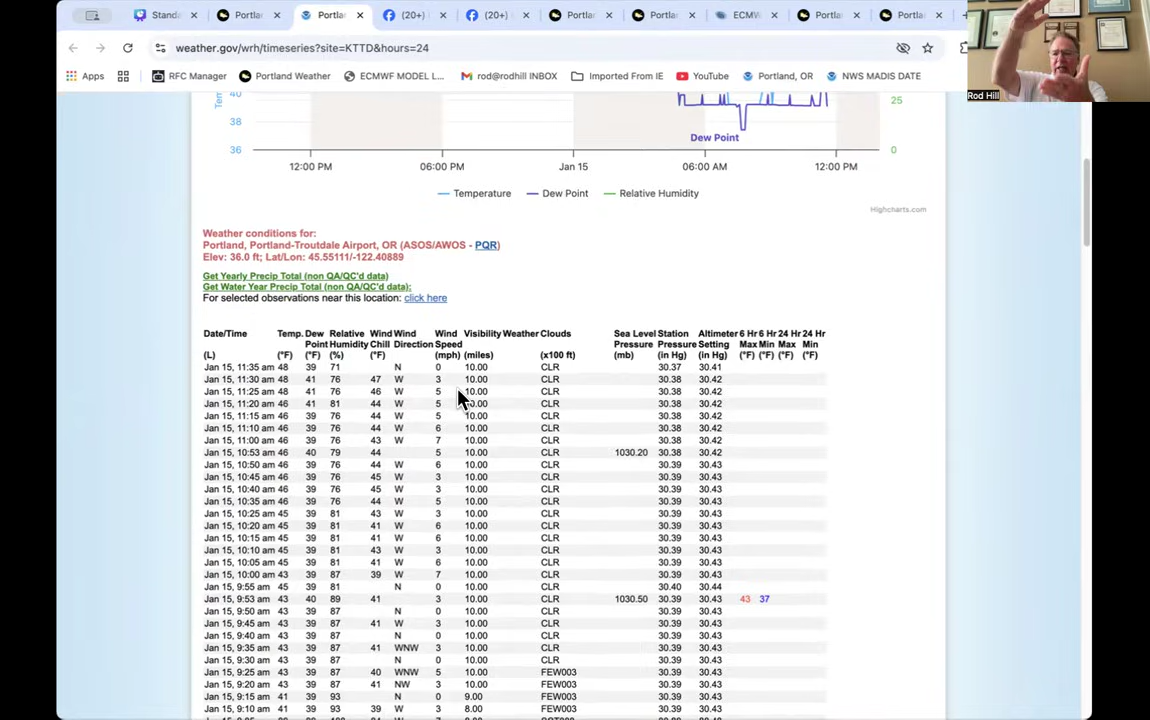 Standa
Portlan
Portlan
(20+)
(20+)
Portlan
Portlan
ECMW
Portlan
Portlan
weather.gov/wrh/timeseries?site=KTTD&hours=24
Apps
RFC Manager
Portland Weather
ECMWF MODEL L...
rod@rodhill INBOX
Imported From IE
YouTube
Portland, OR
NWS MADIS DATE
Rod Hill
40
38
36
25
0
Dew Point
12:00 PM 06:00 PM Jan 15 06:00 AM 12:00 PM
Temperature Dew Point Relative Humidity
Highcharts.com
Weather conditions for:
Portland, Portland-Troutdale Airport, OR (ASOS/AWOS - PQR)
Elev: 36.0 ft; Lat/Lon: 45.55111/-122.40889
Get Yearly Precip Total (non QA/QC'd data)
Get Water Year Precip Total (non QA/QC'd data):
For selected observations near this location: click here
Date/Time Temp. Dew Relative Wind Wind Wind Visibility Weather Clouds Sea Level Station Altimeter 6 Hr 6 Hr 24 Hr 24 Hr
Point Humidity Chill Direction Speed Pressure Pressure Setting Max Min Max Min
(L) (°F) (°F) (%) (°F) (mph) (miles) (x100 ft) (mb) (in Hg) (in Hg) (°F) (°F) (°F) (°F)
Jan 15, 11:35 am 48 39 71 N 0 10.00 CLR 30.37 30.41
Jan 15, 11:30 am 48 41 76 47 W 3 10.00 CLR 30.38 30.42
Jan 15, 11:25 am 48 41 76 46 W 5 10.00 CLR 30.38 30.42
Jan 15, 11:20 am 46 41 81 44 W 5 CLR 30.38 30.42
Jan 15, 11:15 am 46 39 76 44 W 5 10.00 CLR 30.38 30.42
Jan 15, 11:10 am 46 39 76 44 W 6 10.00 CLR 30.38 30.42
Jan 15, 11:00 am 46 39 76 43 W 7 10.00 CLR 30.38 30.42
Jan 15, 10:53 am 46 40 79 44 5 10.00 CLR 1030.20 30.38 30.42
Jan 15, 10:50 am 46 39 76 44 W 6 10.00 CLR 30.39 30.43
Jan 15, 10:45 am 46 39 76 45 W 3 10.00 CLR 30.39 30.43
Jan 15, 10:40 am 46 39 76 45 W 3 10.00 CLR 30.39 30.43
Jan 15, 10:35 am 46 39 76 44 W 5 10.00 CLR 30.39 30.43
Jan 15, 10:25 am 45 39 81 43 W 3 10.00 CLR 30.39 30.43
Jan 15, 10:20 am 45 39 81 41 W 6 10.00 CLR 30.39 30.43
Jan 15, 10:15 am 45 39 81 41 W 6 10.00 CLR 30.39 30.43
Jan 15, 10:10 am 45 39 81 43 W 3 10.00 CLR 30.39 30.43
Jan 15, 10:05 am 45 39 81 41 W 6 10.00 CLR 30.39 30.43
Jan 15, 10:00 am 43 39 87 39 W 7 10.00 CLR 30.39 30.43
Jan 15, 9:55 am 45 39 81 N 0 10.00 CLR 30.40 30.44
Jan 15, 9:53 am 43 40 89 41 3 10.00 CLR 1030.50 30.39 30.43 43 37
Jan 15, 9:50 am 43 39 87 N 0 10.00 CLR 30.39 30.43
Jan 15, 9:45 am 43 39 87 41 W 3 10.00 CLR 30.39 30.43
Jan 15, 9:40 am 43 39 87 N 0 10.00 CLR 30.39 30.43
Jan 15, 9:35 am 43 39 87 41 WNW 3 10.00 CLR 30.39 30.43
Jan 15, 9:30 am 43 39 87 N 0 10.00 CLR 30.39 30.43
Jan 15, 9:25 am 43 39 87 40 WNW 5 10.00 FEW003 30.39 30.43
Jan 15, 9:20 am 43 39 87 41 NW 3 10.00 FEW003 30.39 30.43
Jan 15, 9:15 am 41 39 93 N 0 9.00 FEW003 30.39 30.43
Jan 15, 9:10 am 41 39 93 39 W 3 8.00 FEW003 30.39 30.43